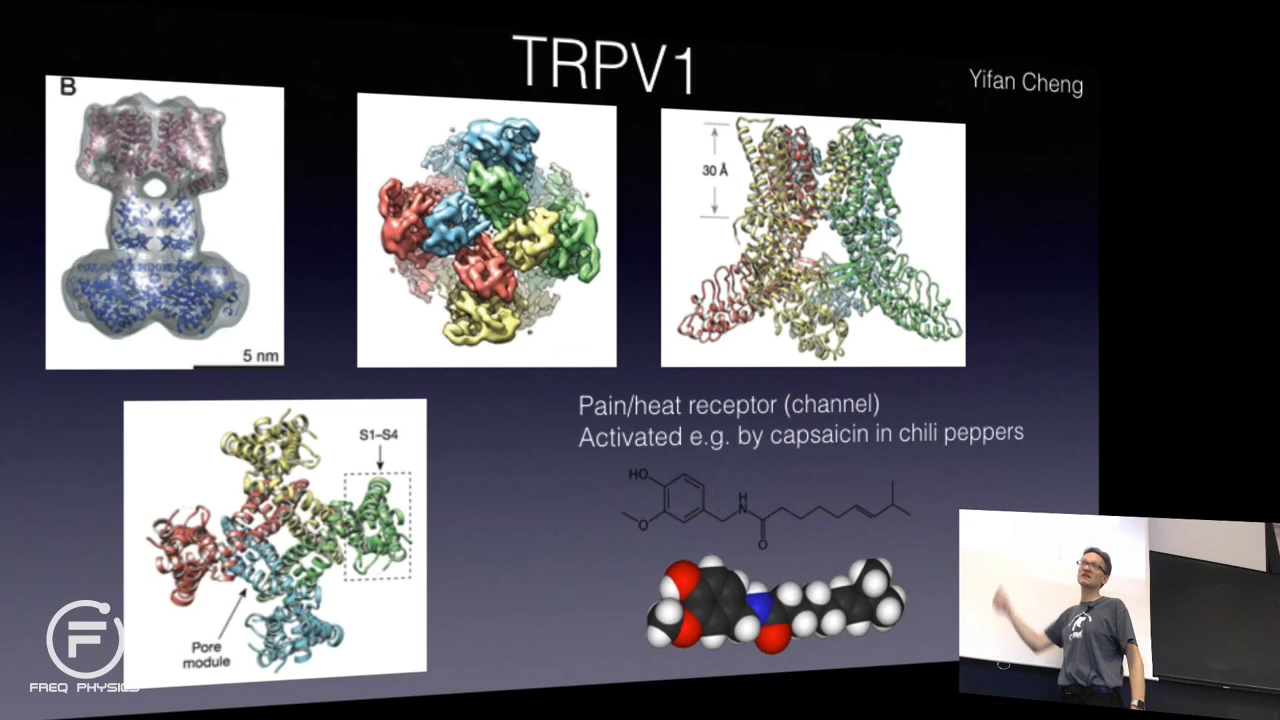 TRPV1
Yifan Cheng
B
5 nm
30 Å
Pain/heat receptor (channel)
Activated e.g. by capsaicin in chili peppers
S1–S4
Pore
module
HO
H
N
O
O
F
FREQ PHYSICS